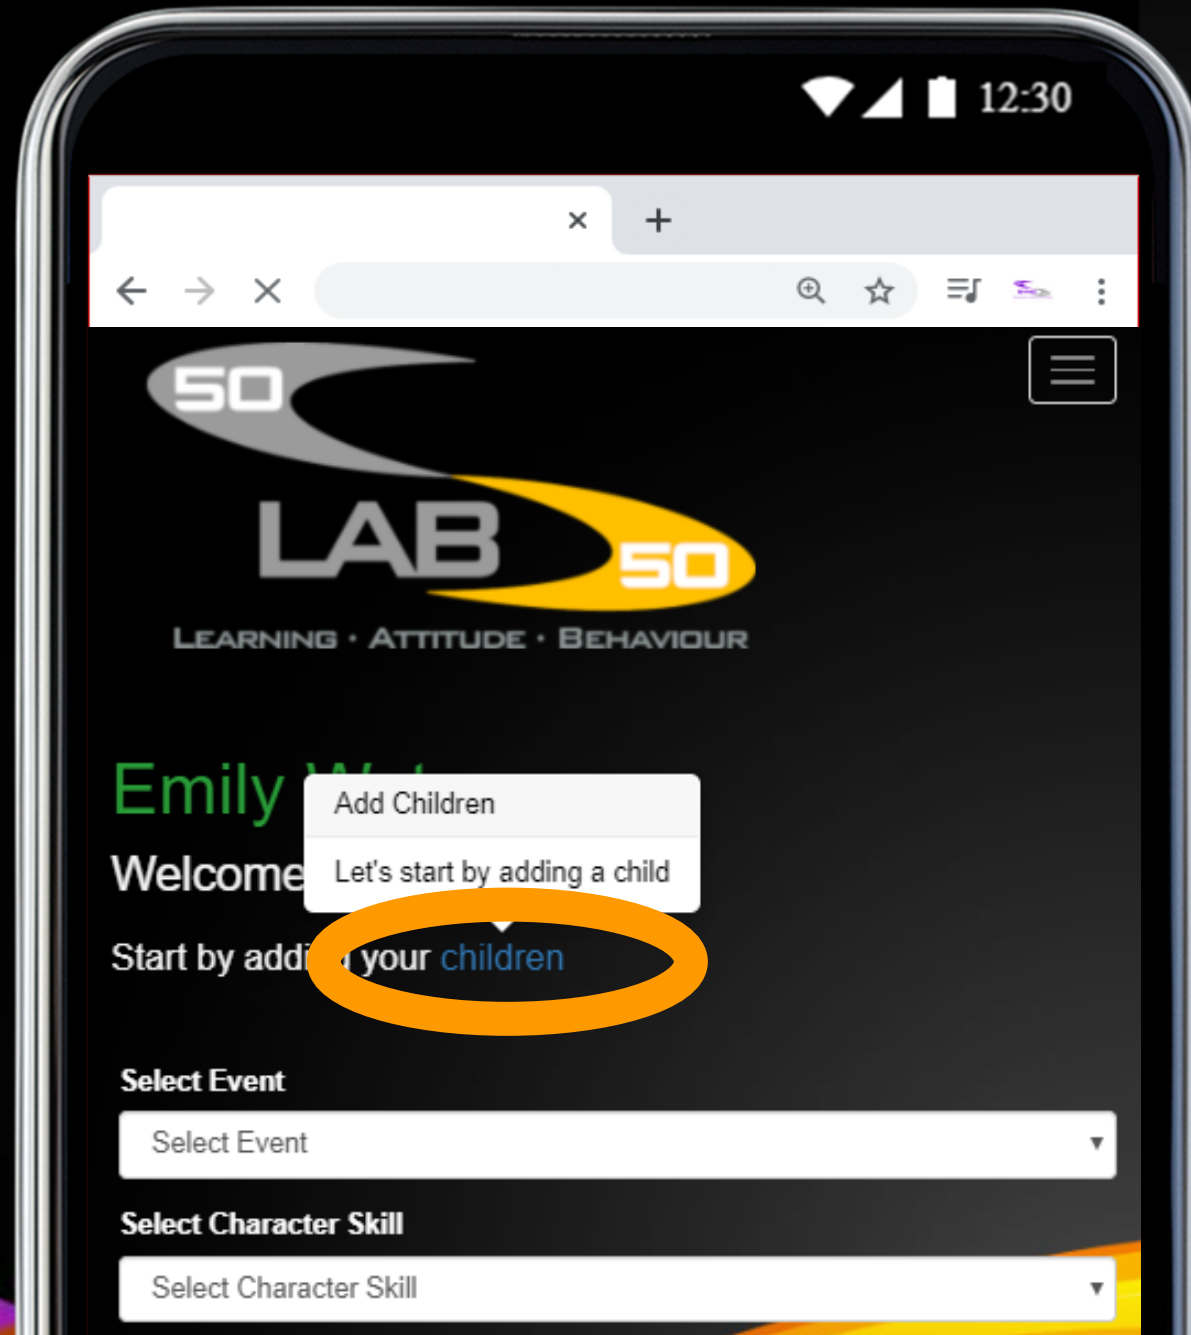 12:30
50
LAB
50
LEARNING · ATTITUDE · BEHAVIOUR
Emily
Add Children
Welcome
Let's start by adding a child
Start by your children
Select Event
Select Event
Select Character Skill
Select Character Skill